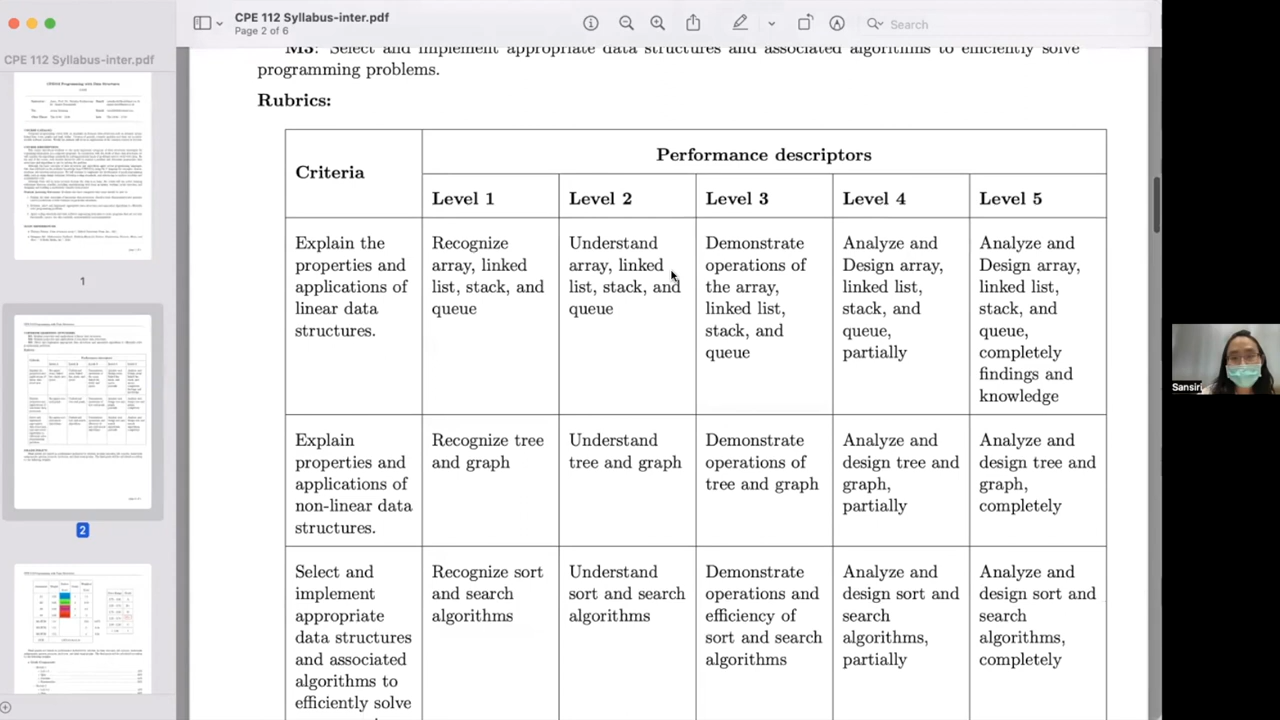 CPE 112 Syllabus-inter.pdf
Page 2 of 6
Search
CPE 112 Syllabus-inter.pdf
1
2
M3: Select and implement appropriate data structures and associated algorithms to efficiently solve
programming problems.
Rubrics:
Criteria
Performance descriptors
Level 1
Level 2
Level 3
Level 4
Level 5
Explain the
properties and
applications of
linear data
structures.
Recognize
array, linked
list, stack, and
queue
Understand
array, linked
list, stack, and
queue
Demonstrate
operations of
the array,
linked list,
stack, and
queue
Analyze and
Design array,
linked list,
stack, and
queue,
partially
Analyze and
Design array,
linked list,
stack, and
queue,
completely
findings and
knowledge
Explain
properties and
applications of
non-linear data
structures.
Recognize tree
and graph
Understand
tree and graph
Demonstrate
operations of
tree and graph
Analyze and
design tree and
graph,
partially
Analyze and
design tree and
graph,
completely
Select and
implement
appropriate
data structures
and associated
algorithms to
efficiently solve
Recognize sort
and search
algorithms
Understand
sort and search
algorithms
Demonstrate
operations and
efficiency of
sort and search
algorithms
Analyze and
design sort and
search
algorithms,
partially
Analyze and
design sort and
search
algorithms,
completely
Sansiri